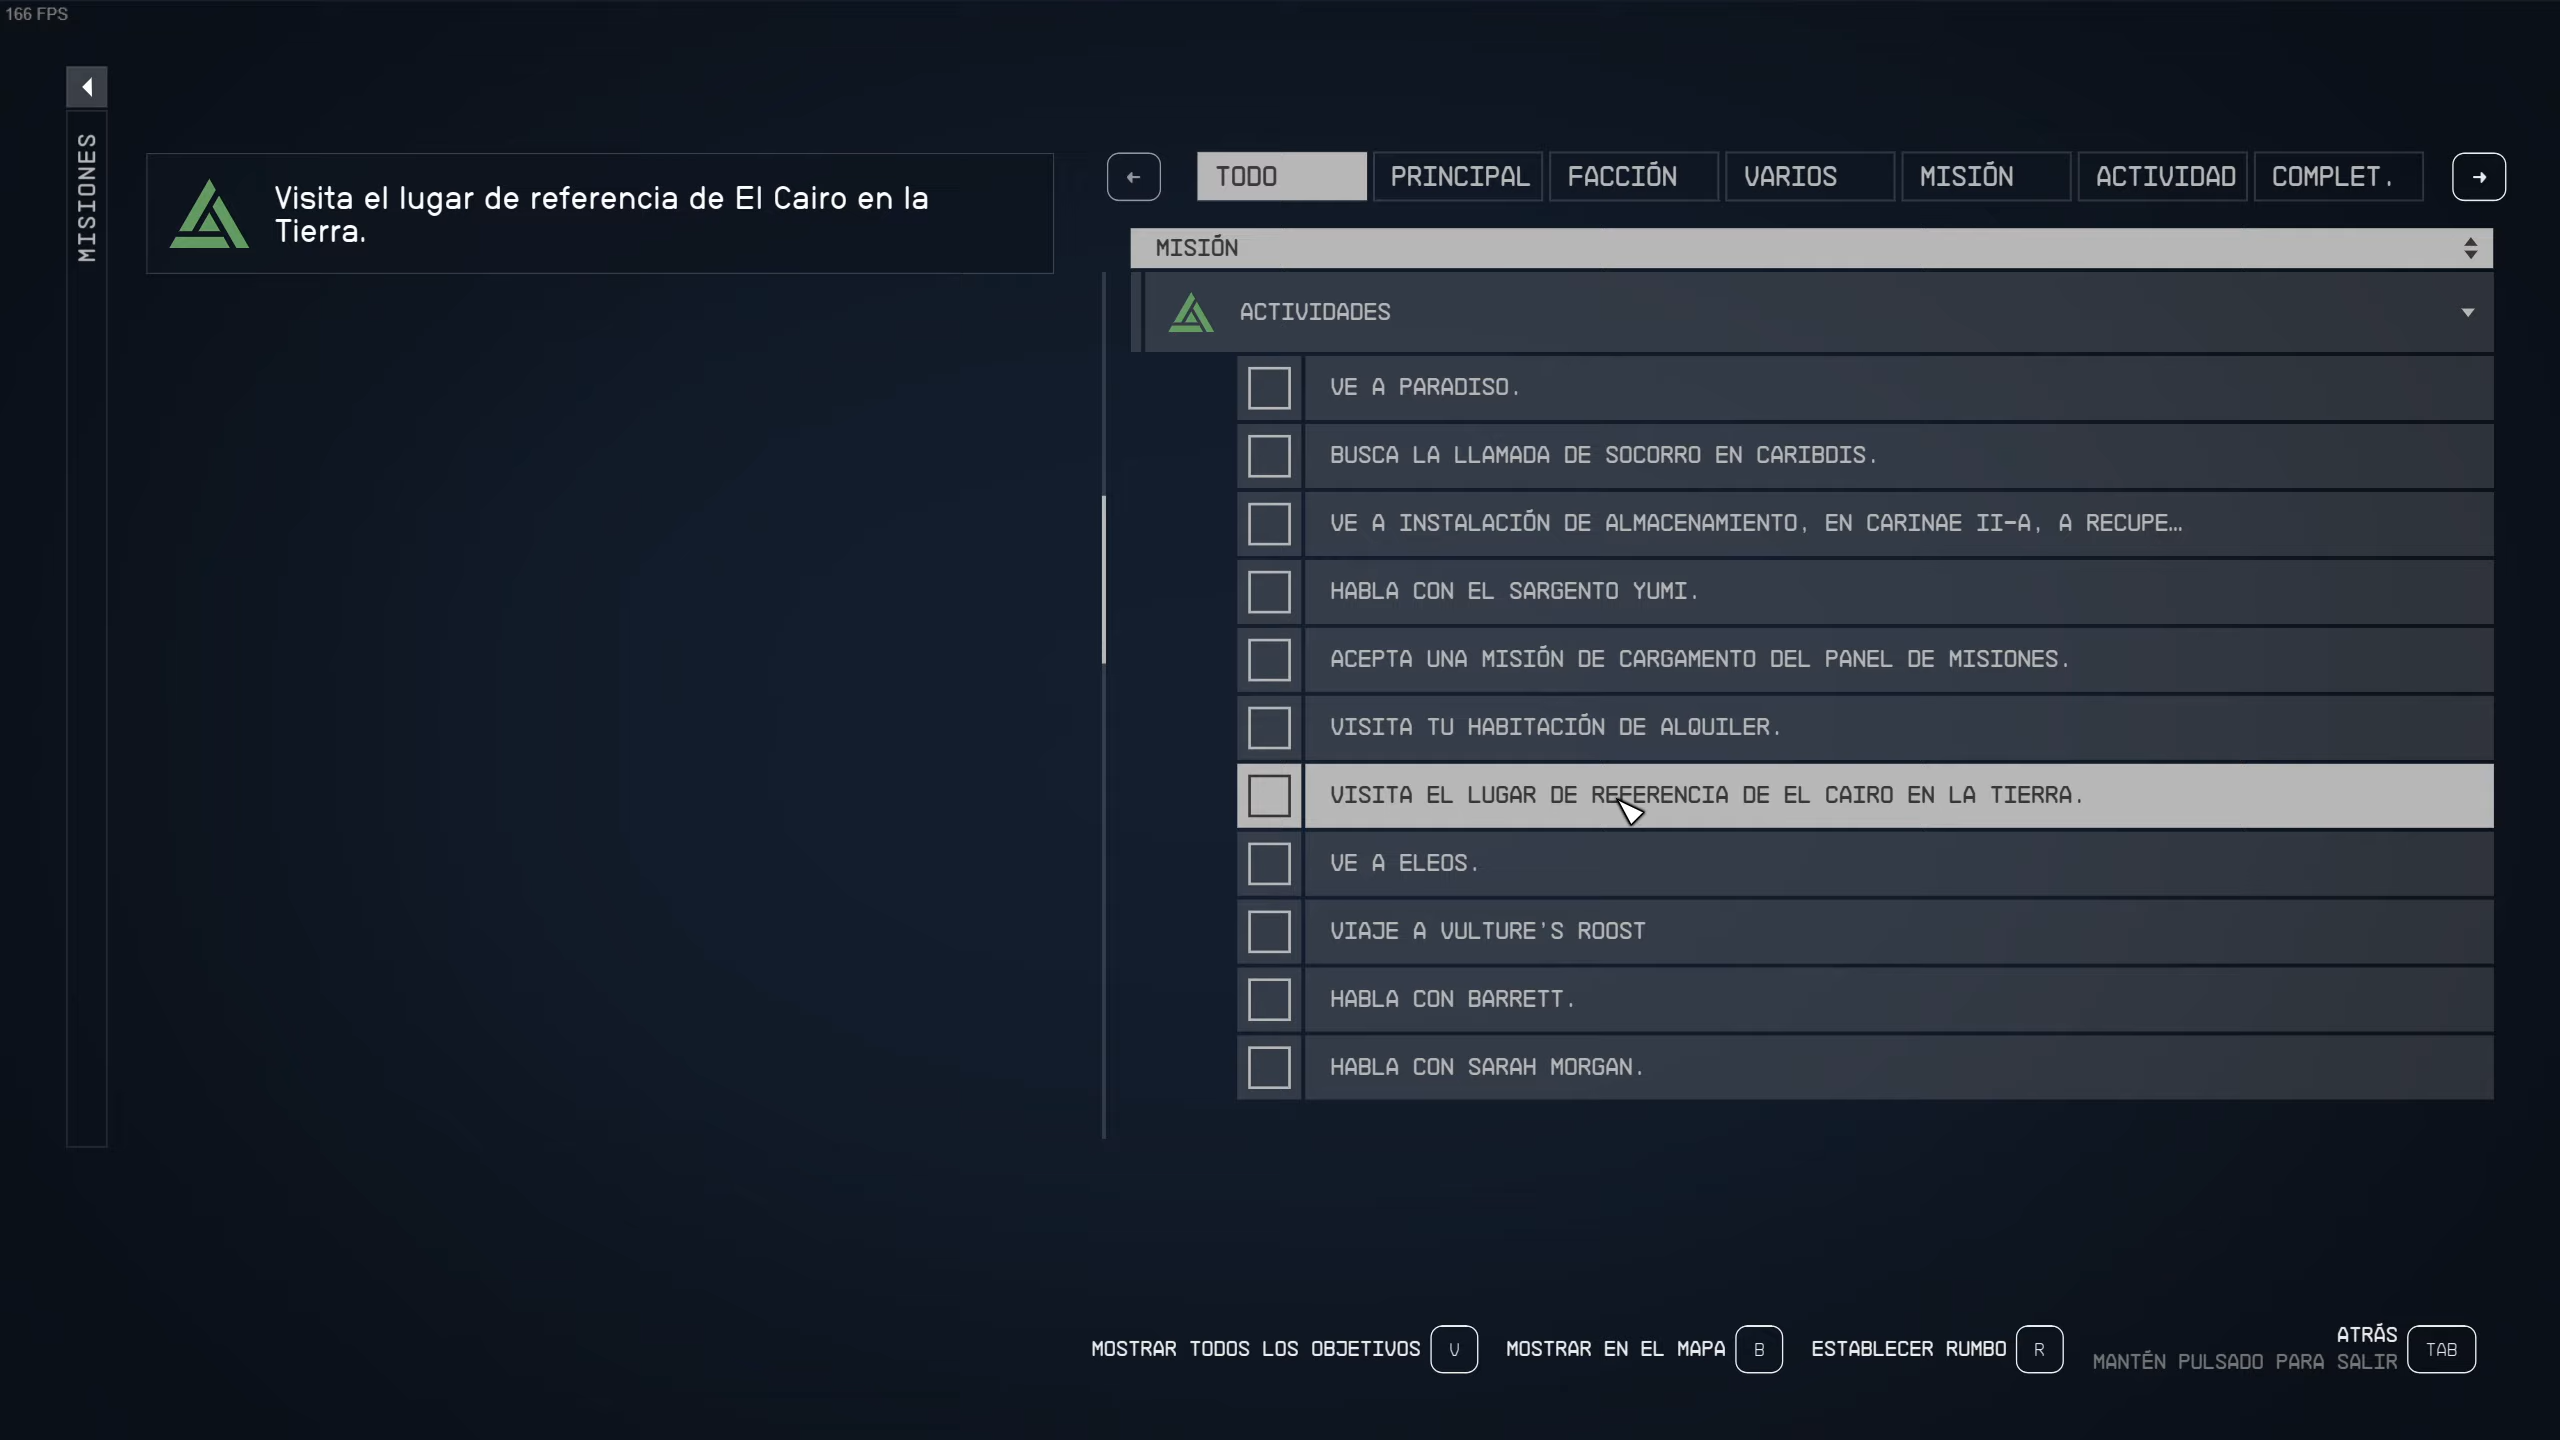 166 FPS
MISIONES
Visita el lugar de referencia de El Cairo en la
Tierra.
TODO
PRINCIPAL
FACCIÓN
VARIOS
MISIÓN
ACTIVIDAD
COMPLET.
MISIÓN
ACTIVIDADES
VE A PARADISO.
BUSCA LA LLAMADA DE SOCORRO EN CARIBDIS.
VE A INSTALACIÓN DE ALMACENAMIENTO, EN CARINAE II-A, A RECUPE…
HABLA CON EL SARGENTO YUMI.
ACEPTA UNA MISIÓN DE CARGAMENTO DEL PANEL DE MISIONES.
VISITA TU HABITACIÓN DE ALQUILER.
VISITA EL LUGAR DE REFERENCIA DE EL CAIRO EN LA TIERRA.
VE A ELEOS.
VIAJE A VULTURE'S ROOST
HABLA CON BARRETT.
HABLA CON SARAH MORGAN.
MOSTRAR TODOS LOS OBJETIVOS V
MOSTRAR EN EL MAPA B
ESTABLECER RUMBO R
ATRÁS
MANTÉN PULSADO PARA SALIR
TAB